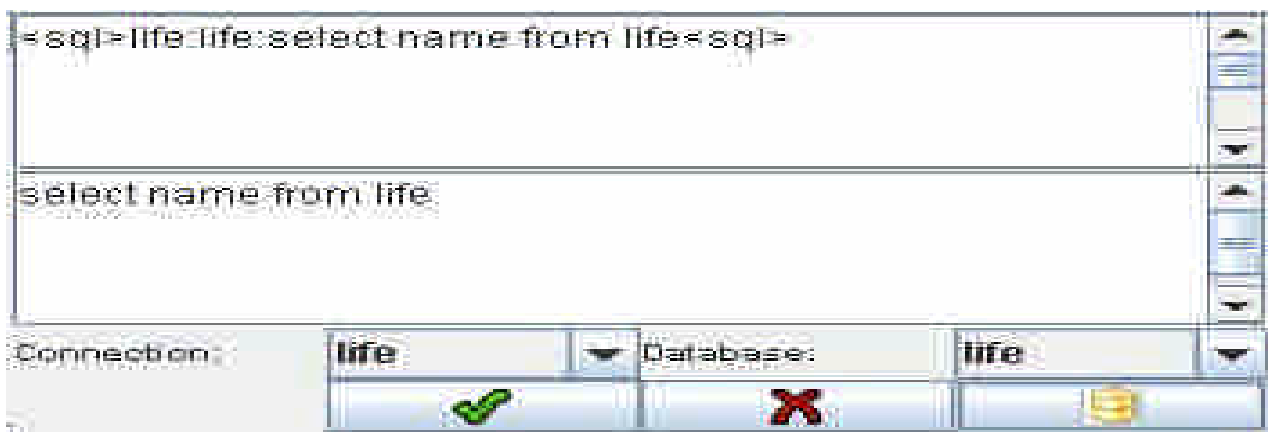 <sql>life:life:select name from life<sql>
select name from life
Connection: life Database: life